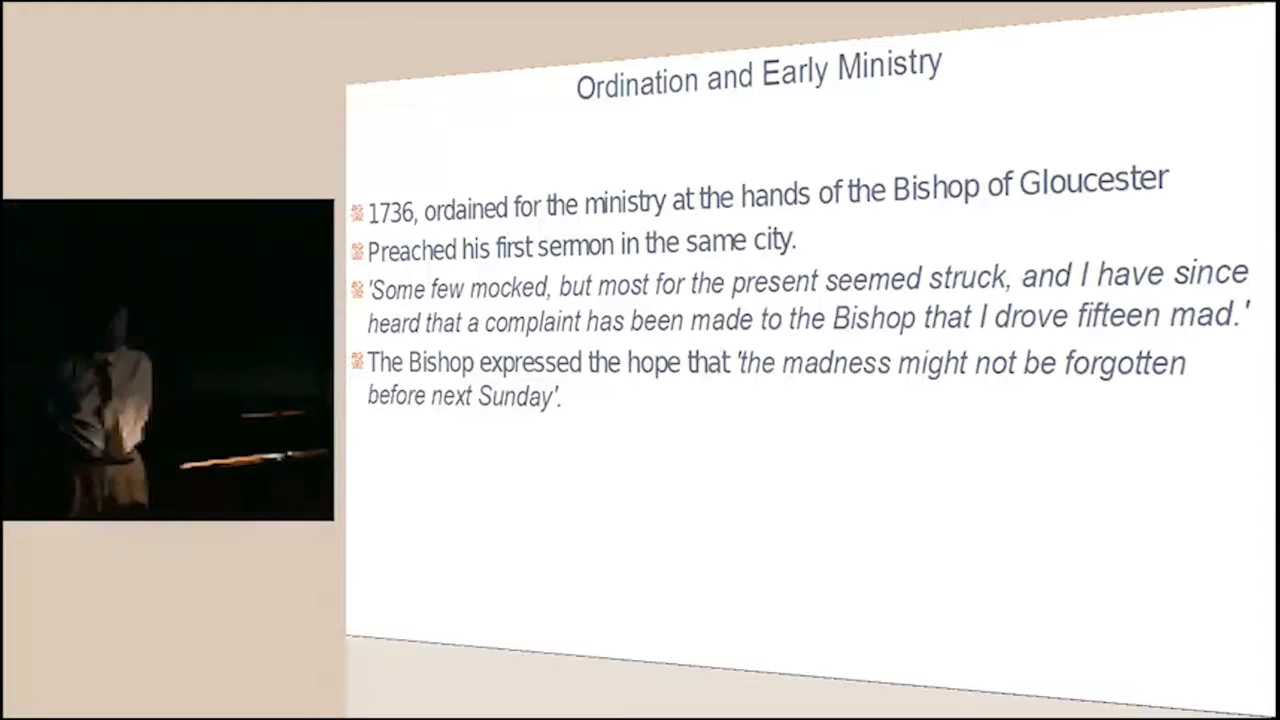 Ordination and Early Ministry
1736, ordained for the ministry at the hands of the Bishop of Gloucester
Preached his first sermon in the same city.
'Some few mocked, but most for the present seemed struck, and I have since
heard that a complaint has been made to the Bishop that I drove fifteen mad.'
The Bishop expressed the hope that 'the madness might not be forgotten
before next Sunday'.